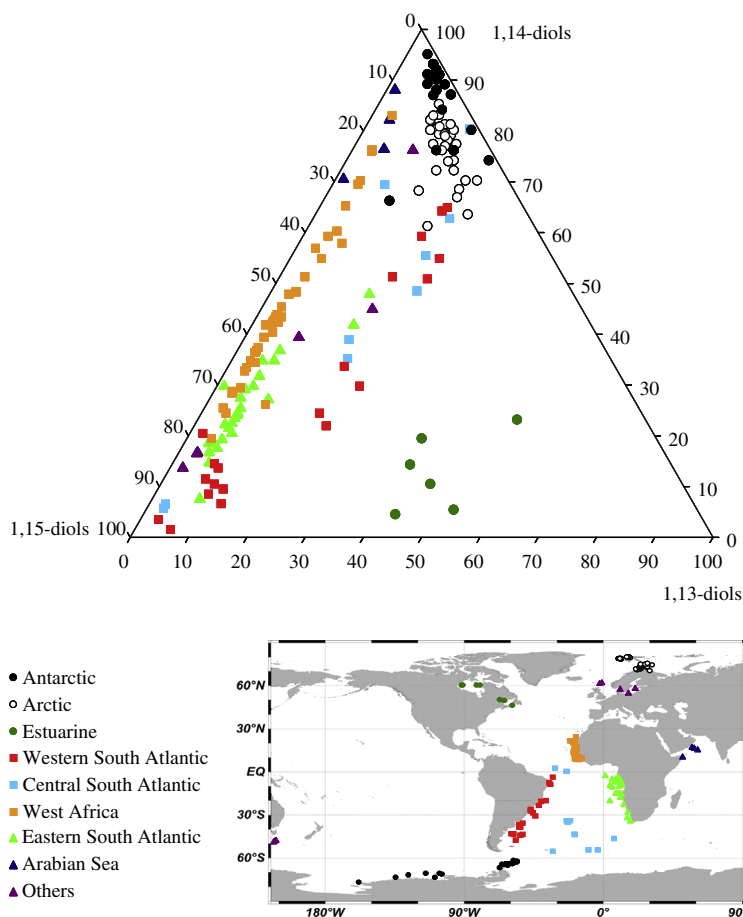 0
100
1,14-diols
10
90
20
80
30
70
40
60
50
50
60
40
70
30
80
20
90
10
1,15-diols
100
0
0
10
20
30
40
50
60
70
80
90
100
1,13-diols
Antarctic
Arctic
Estuarine
Western South Atlantic
Central South Atlantic
West Africa
Eastern South Atlantic
Arabian Sea
Others
60°N
30°N
EQ
30°S
60°S
180°W
90°W
0°
90